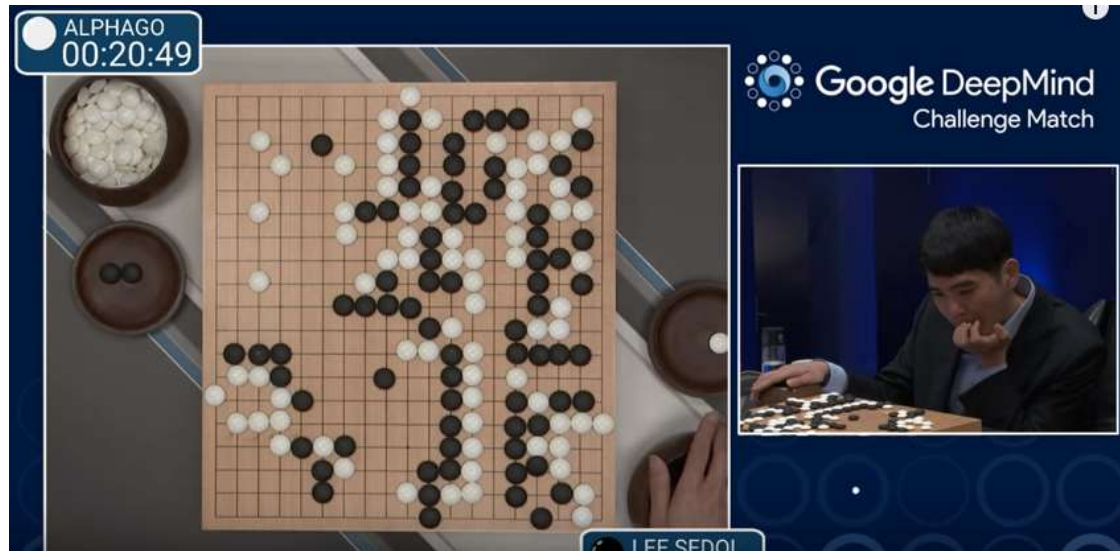 ALPHAGO
00:20:49
Google DeepMind
Challenge Match
LEE SEDOL